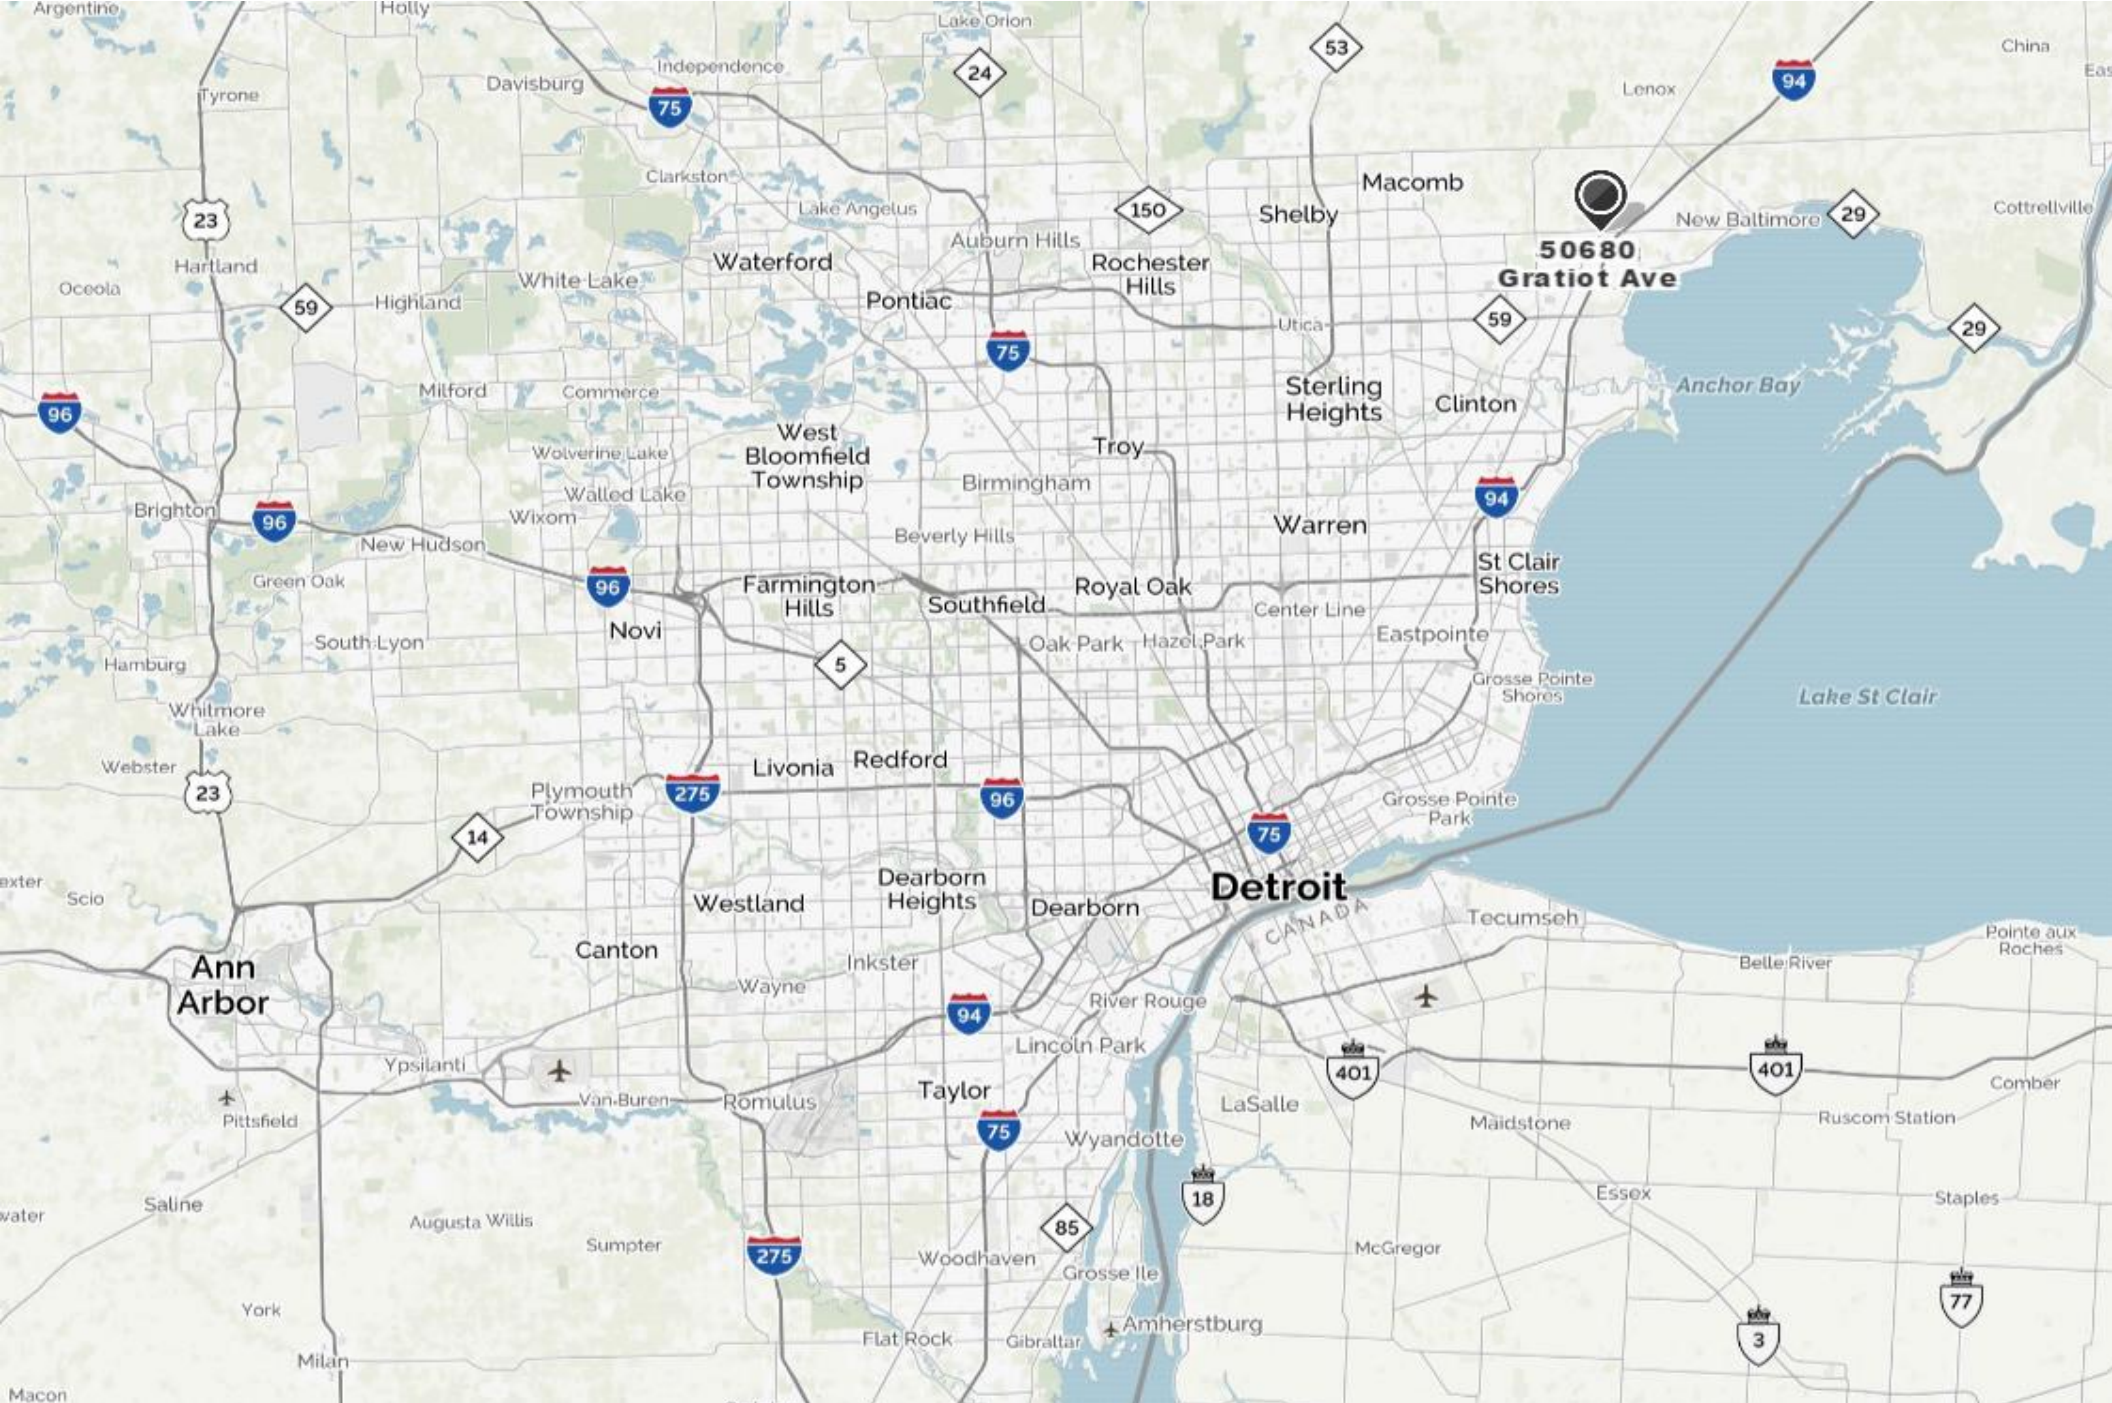 Argentine
Holly
Lake Orion
53
China
24
Independence
94
Eas
Davisburg
Lenox
Tyrone
75
Clarkston
Macomb
Lake Angelus
150
Shelby
New Baltimore
29
Cottrellville
23
Auburn Hills
50680
Gratiot Ave
Hartland
Waterford
Rochester
Hills
White Lake
Oceola
59
Highland
Pontiac
Utica
59
29
75
Anchor Bay
Milford
Commerce
Sterling
Heights
Clinton
96
West
Bloomfield
Township
Troy
Wolverine Lake
Birmingham
Walled Lake
94
Brighton
96
Wixom
Warren
New Hudson
Beverly Hills
St Clair
Shores
Green Oak
96
Farmington
Hills
Southfield
Royal Oak
Center Line
Novi
South Lyon
Oak Park
Hazel Park
Eastpointe
Hamburg
5
Grosse Pointe
Shores
Lake St Clair
Whitmore
Lake
Webster
Livonia
Redford
23
Plymouth
Township
275
96
Grosse Pointe
Park
14
75
exter
Scio
Dearborn
Heights
Detroit
Westland
Dearborn
CANADA
Tecumseh
Canton
Inkster
Pointe aux
Roches
Ann
Arbor
Wayne
Belle River
River Rouge
94
Lincoln Park
401
401
Ypsilanti
Taylor
Comber
Van Buren
Romulus
LaSalle
Pittsfield
75
Wyandotte
Maidstone
Ruscom Station
Saline
18
Essex
Staples
water
Augusta Willis
85
Sumpter
275
Woodhaven
McGregor
Grosse Ile
York
77
Flat Rock
Gibraltar
Amherstburg
3
Milan
Macon